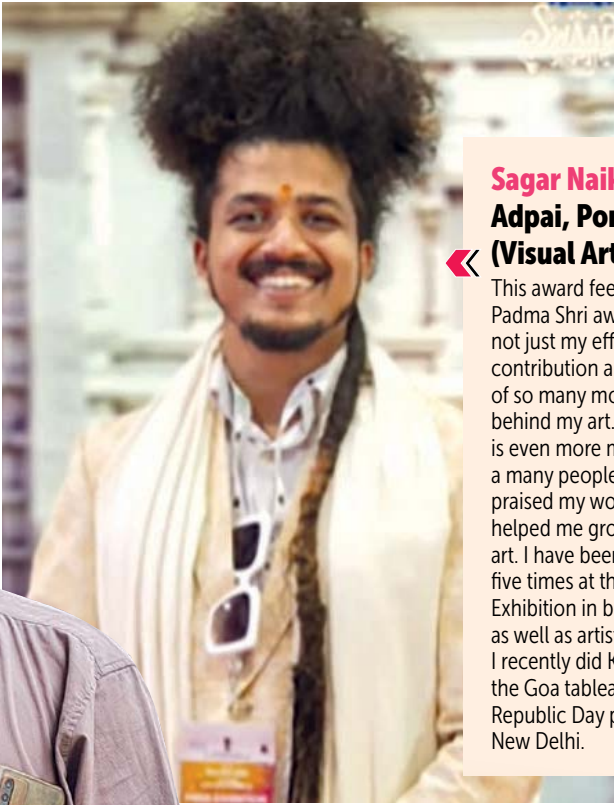 Sagar Naik
Adpai, Por
(Visual Art
This award fee
Padma Shri aw
not just my eff
contribution a
of so many mo
behind my art.
is even more m
a many people
praised my wo
helped me gro
art. I have been
five times at th
Exhibition in b
as well as artis
I recently did K
the Goa tablea
Republic Day p
New Delhi.